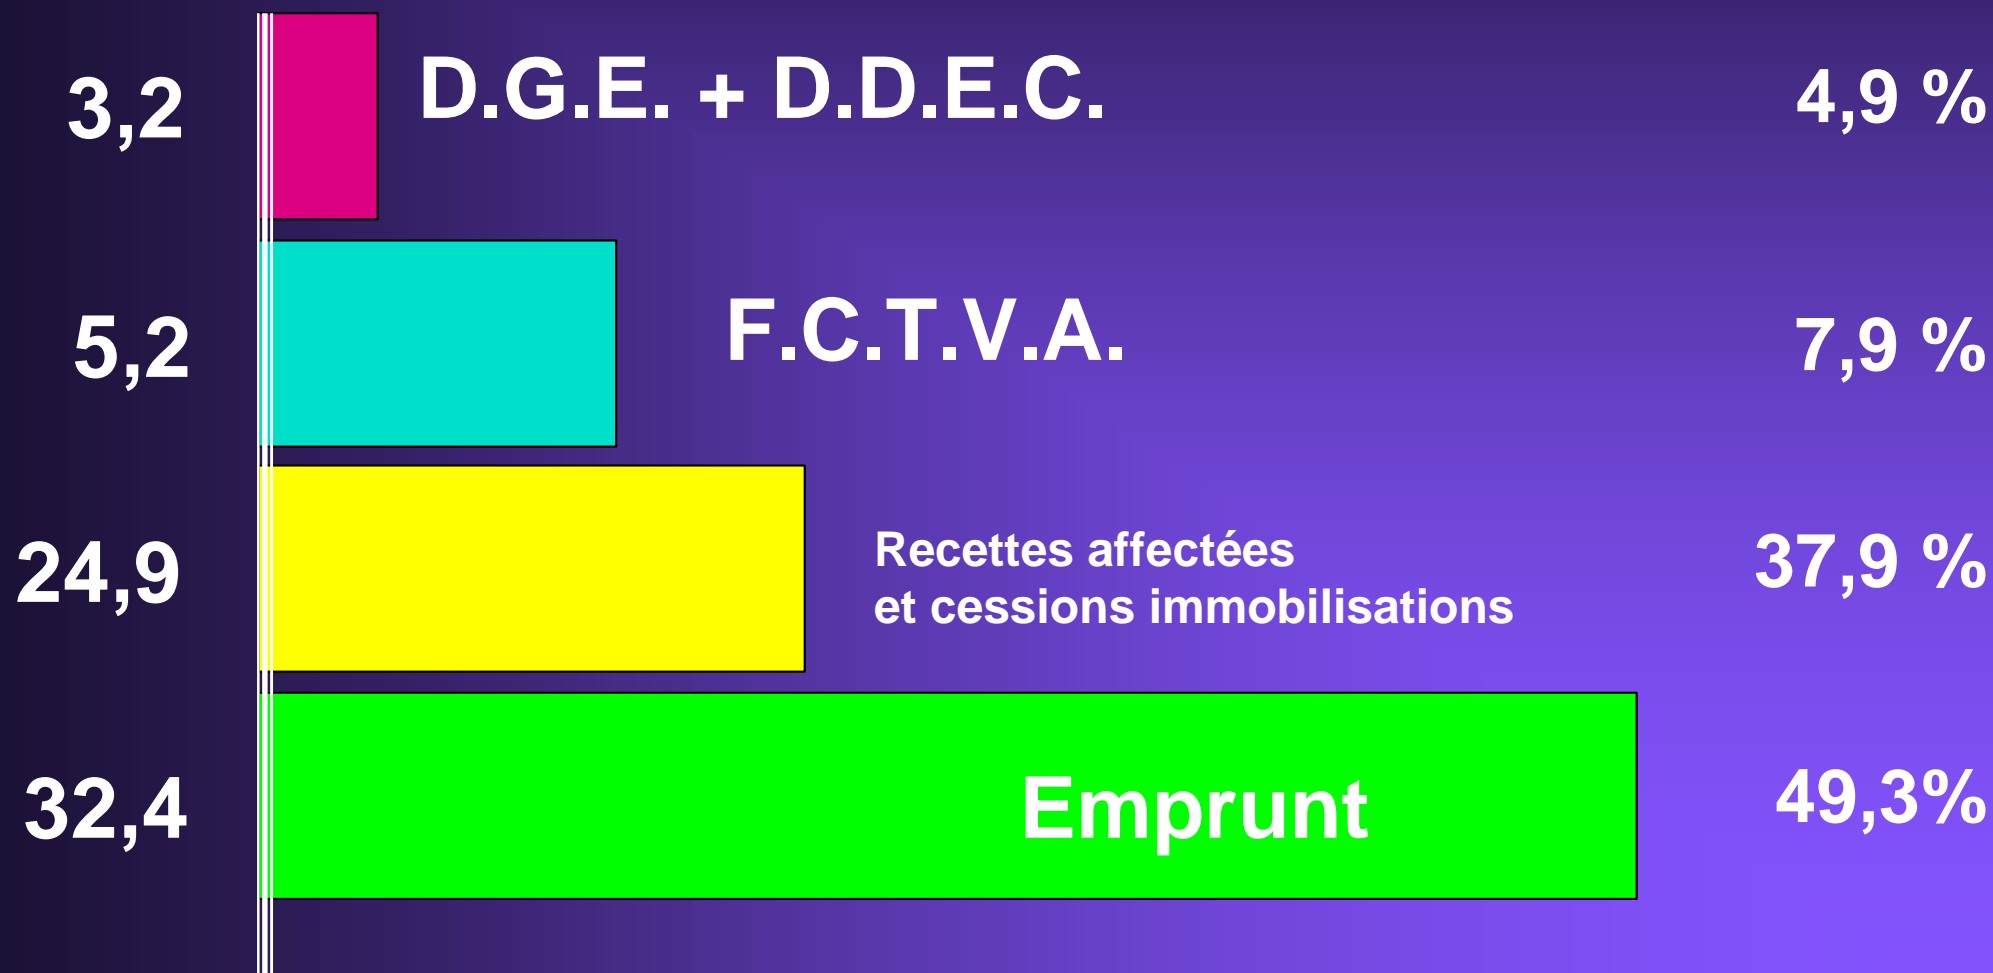 3,2 D.G.E. + D.D.E.C. 4,9 %
5,2 F.C.T.V.A. 7,9 %
24,9 Recettes affectées
et cessions immobilisations 37,9 %
32,4 Emprunt 49,3%